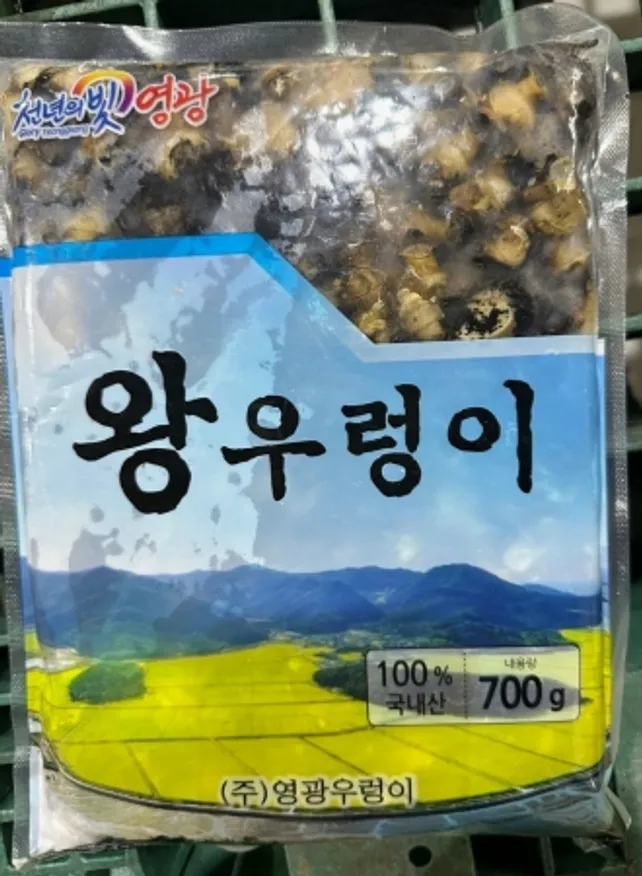 천년의빛영광
Glory Yeonggwang
왕우렁이
100%
국내산
내용량
700g
(주)영광우렁이